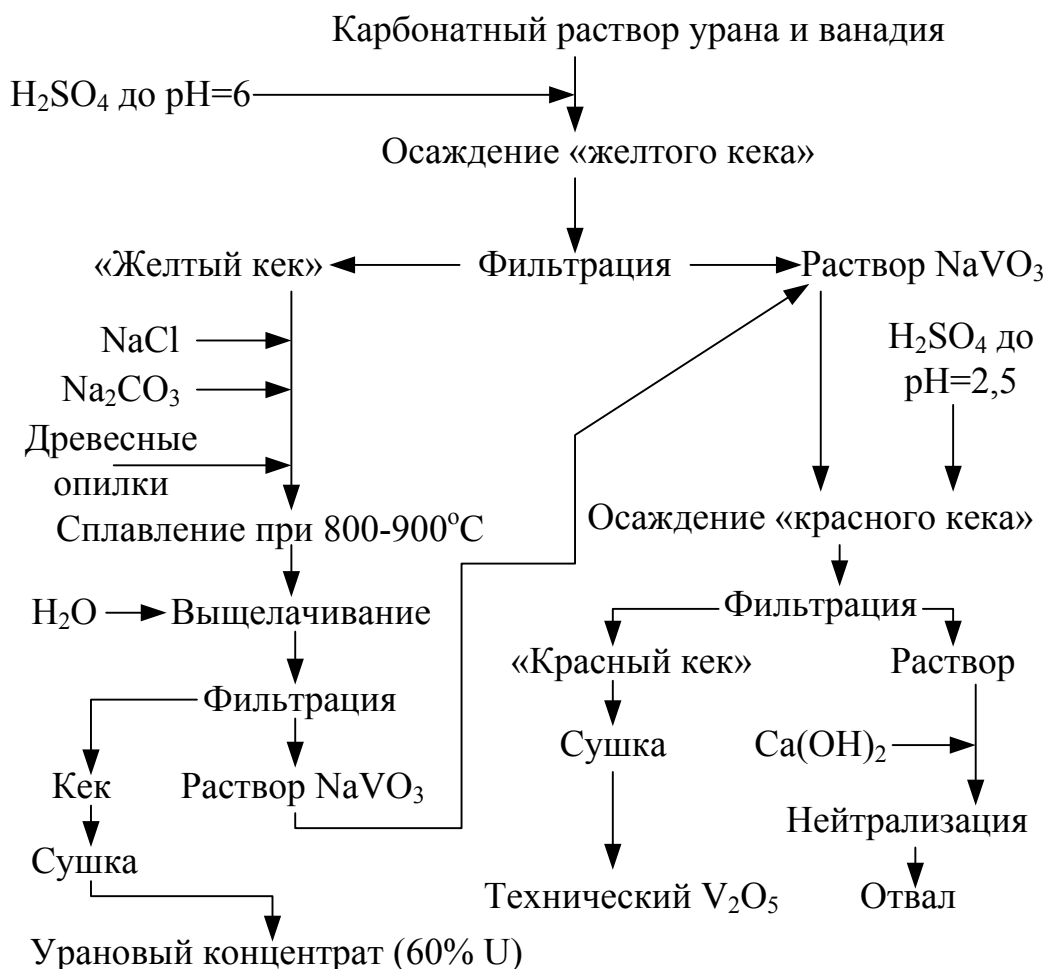 Карбонатный раствор урана и ванадия
H₂SO₄ до pH=6
Осаждение «желтого кека»
«Желтый кек»
Фильтрация
Раствор NaVO₃
NaCl
H₂SO₄ до
pH=2,5
Na₂CO₃
Древесные
опилки
Сплавление при 800-900ᵒС
Осаждение «красного кека»
H₂O
Выщелачивание
Фильтрация
«Красный кек»
Раствор
Фильтрация
Сушка
Ca(OH)₂
Кек
Раствор NaVO₃
Нейтрализация
Сушка
Технический V₂O₅
Отвал
Урановый концентрат (60% U)